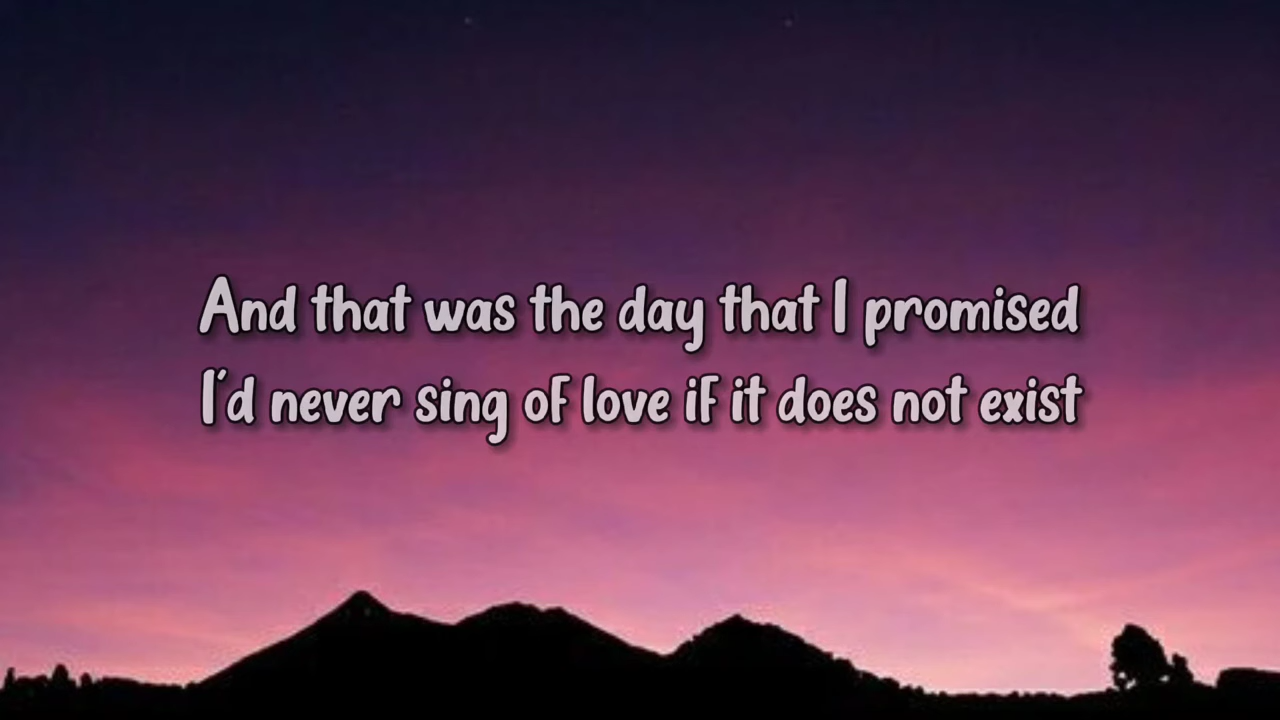 And that was the day that I promised
I'd never sing of love if it does not exist